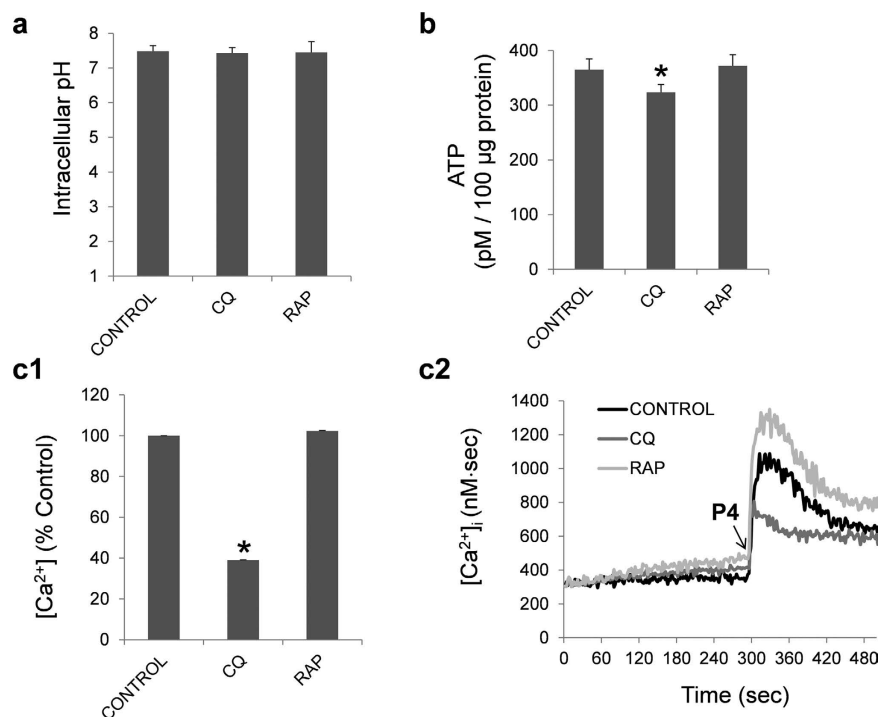 a
Intracellular pH
8
7
6
5
4
3
2
1
CONTROL
CQ
RAP
b
ATP
(pM / 100 µg protein)
400
300
200
100
0
*
CONTROL
CQ
RAP
c1
[Ca²⁺] (% Control)
120
100
80
60
40
20
0
*
CONTROL
CQ
RAP
c2
[Ca²⁺]i (nM·sec)
1400
1200
1000
800
600
400
200
0
CONTROL
CQ
RAP
P4
0 60 120 180 240 300 360 420 480
Time (sec)